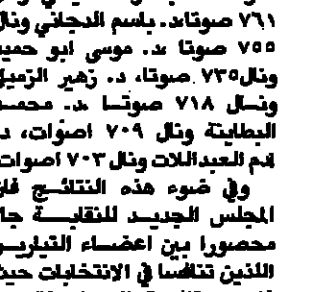 ٧٦١ صوتا، د. باسم الدجاني ونال
٧٥٥ صوتا، د. موسى ابو حميد
ونال ٧٣٥ صوتا، د. زهير الزميل
ونال ٧١٨ صوتا، د. محمد
البطاينة ونال ٧٠٩ اصوات، د.
العبداللات ونال ٧٠٣ اصوات
وفي ضوء هذه النتائج فان
المجلس الجديد للنقابة جاء
محصورا بين اعضاء التيارين
اللذين تنافسا في الانتخابات حيث